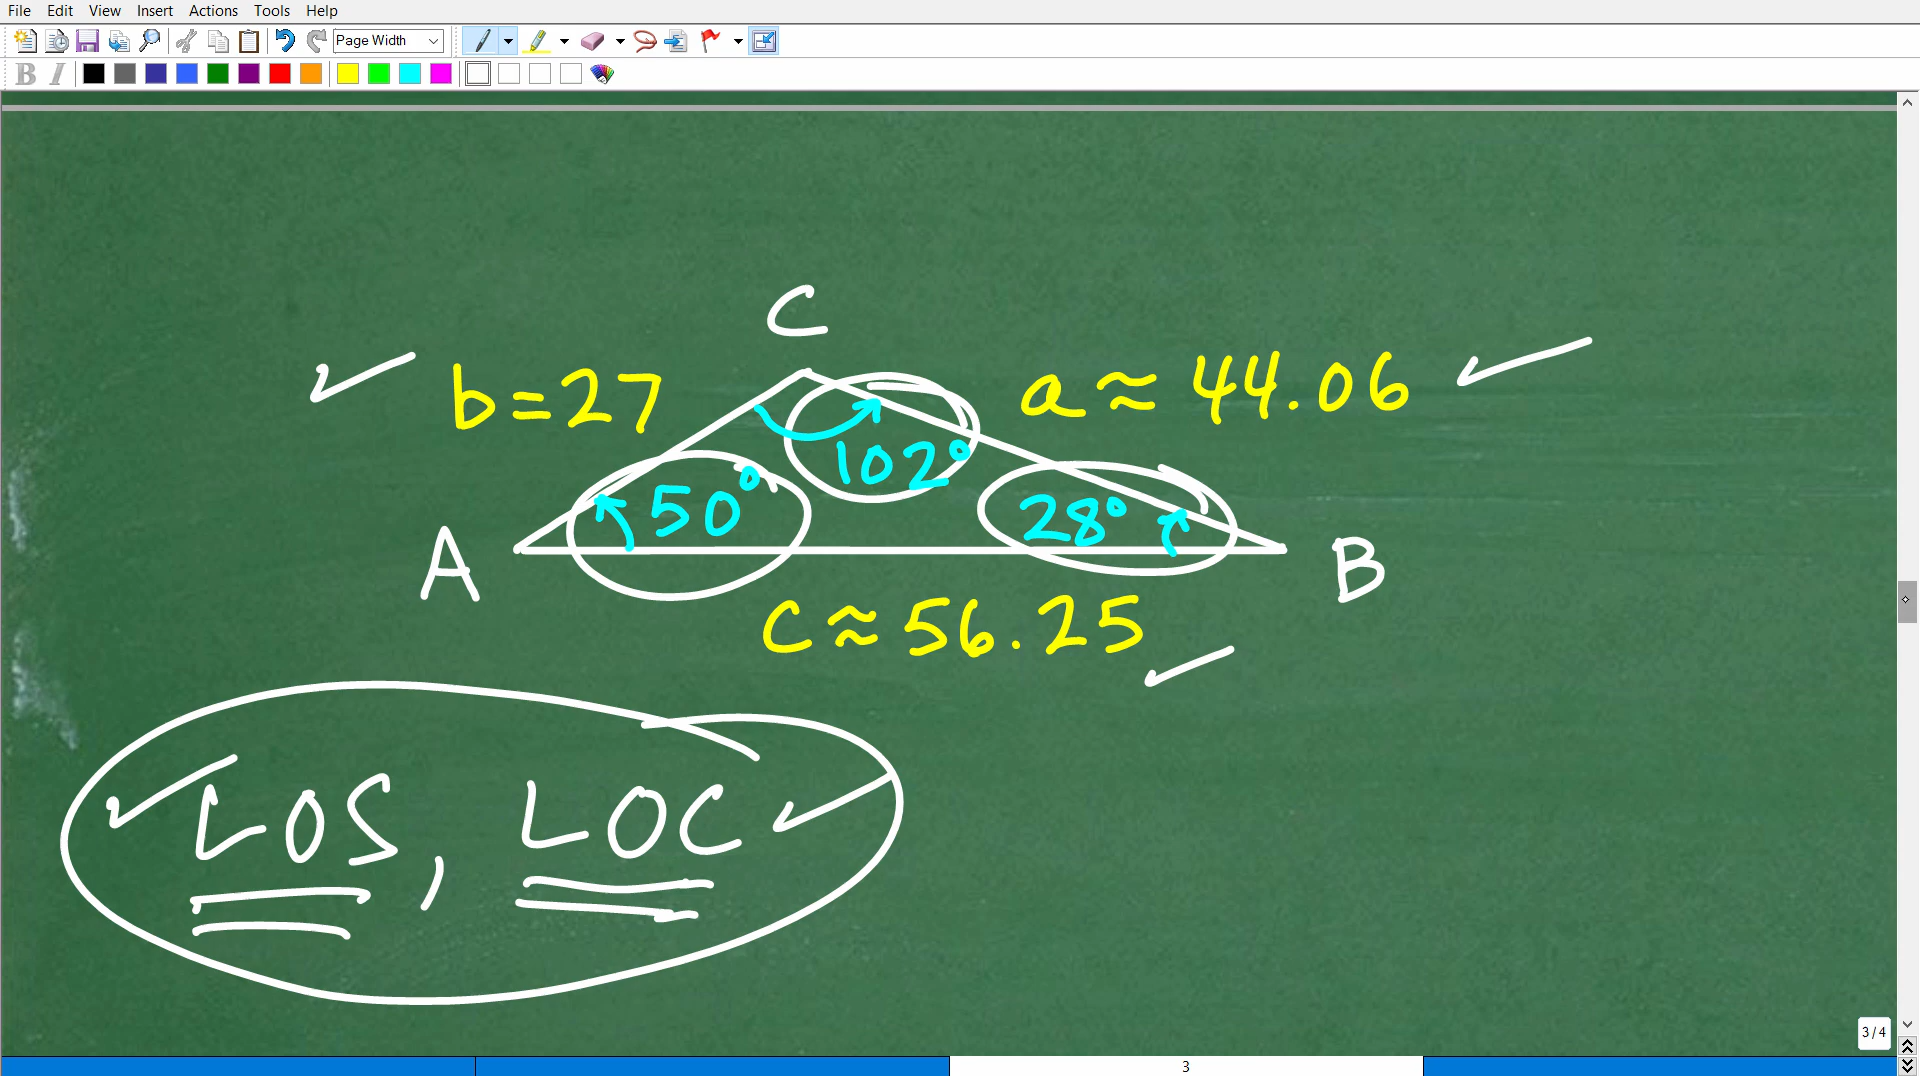 File Edit View Insert Actions Tools Help
Page Width
B I
C
b=27 a≈44.06
102°
50° 28°
A B
c≈56.25
LOS, LOC
3 / 4
3